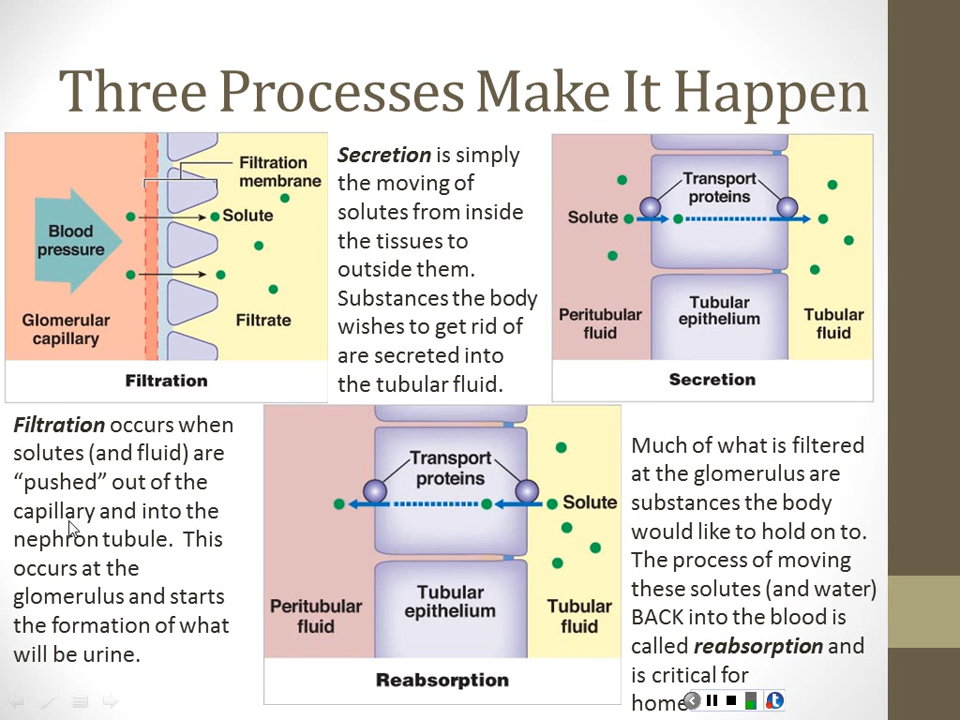 Three Processes Make It Happen
Filtration
membrane
Solute
Blood
pressure
Glomerular
capillary
Filtrate
Filtration
Secretion is simply
the moving of
solutes from inside
the tissues to
outside them.
Substances the body
wishes to get rid of
are secreted into
the tubular fluid.
Transport
proteins
Solute
Peritubular
fluid
Tubular
epithelium
Tubular
fluid
Secretion
Filtration occurs when
solutes (and fluid) are
“pushed” out of the
capillary and into the
nephron tubule. This
occurs at the
glomerulus and starts
the formation of what
will be urine.
Transport
proteins
Solute
Peritubular
fluid
Tubular
epithelium
Tubular
fluid
Reabsorption
Much of what is filtered
at the glomerulus are
substances the body
would like to hold on to.
The process of moving
these solutes (and water)
BACK into the blood is
called reabsorption and
is critical for